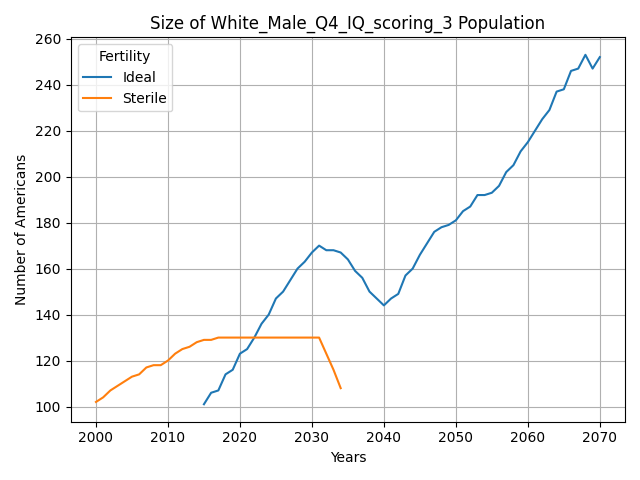 Size of White_Male_Q4_IQ_scoring_3 Population
Fertility
Ideal
Sterile
Number of Americans
260
240
220
200
180
160
140
120
100
2000 2010 2020 2030 2040 2050 2060 2070
Years